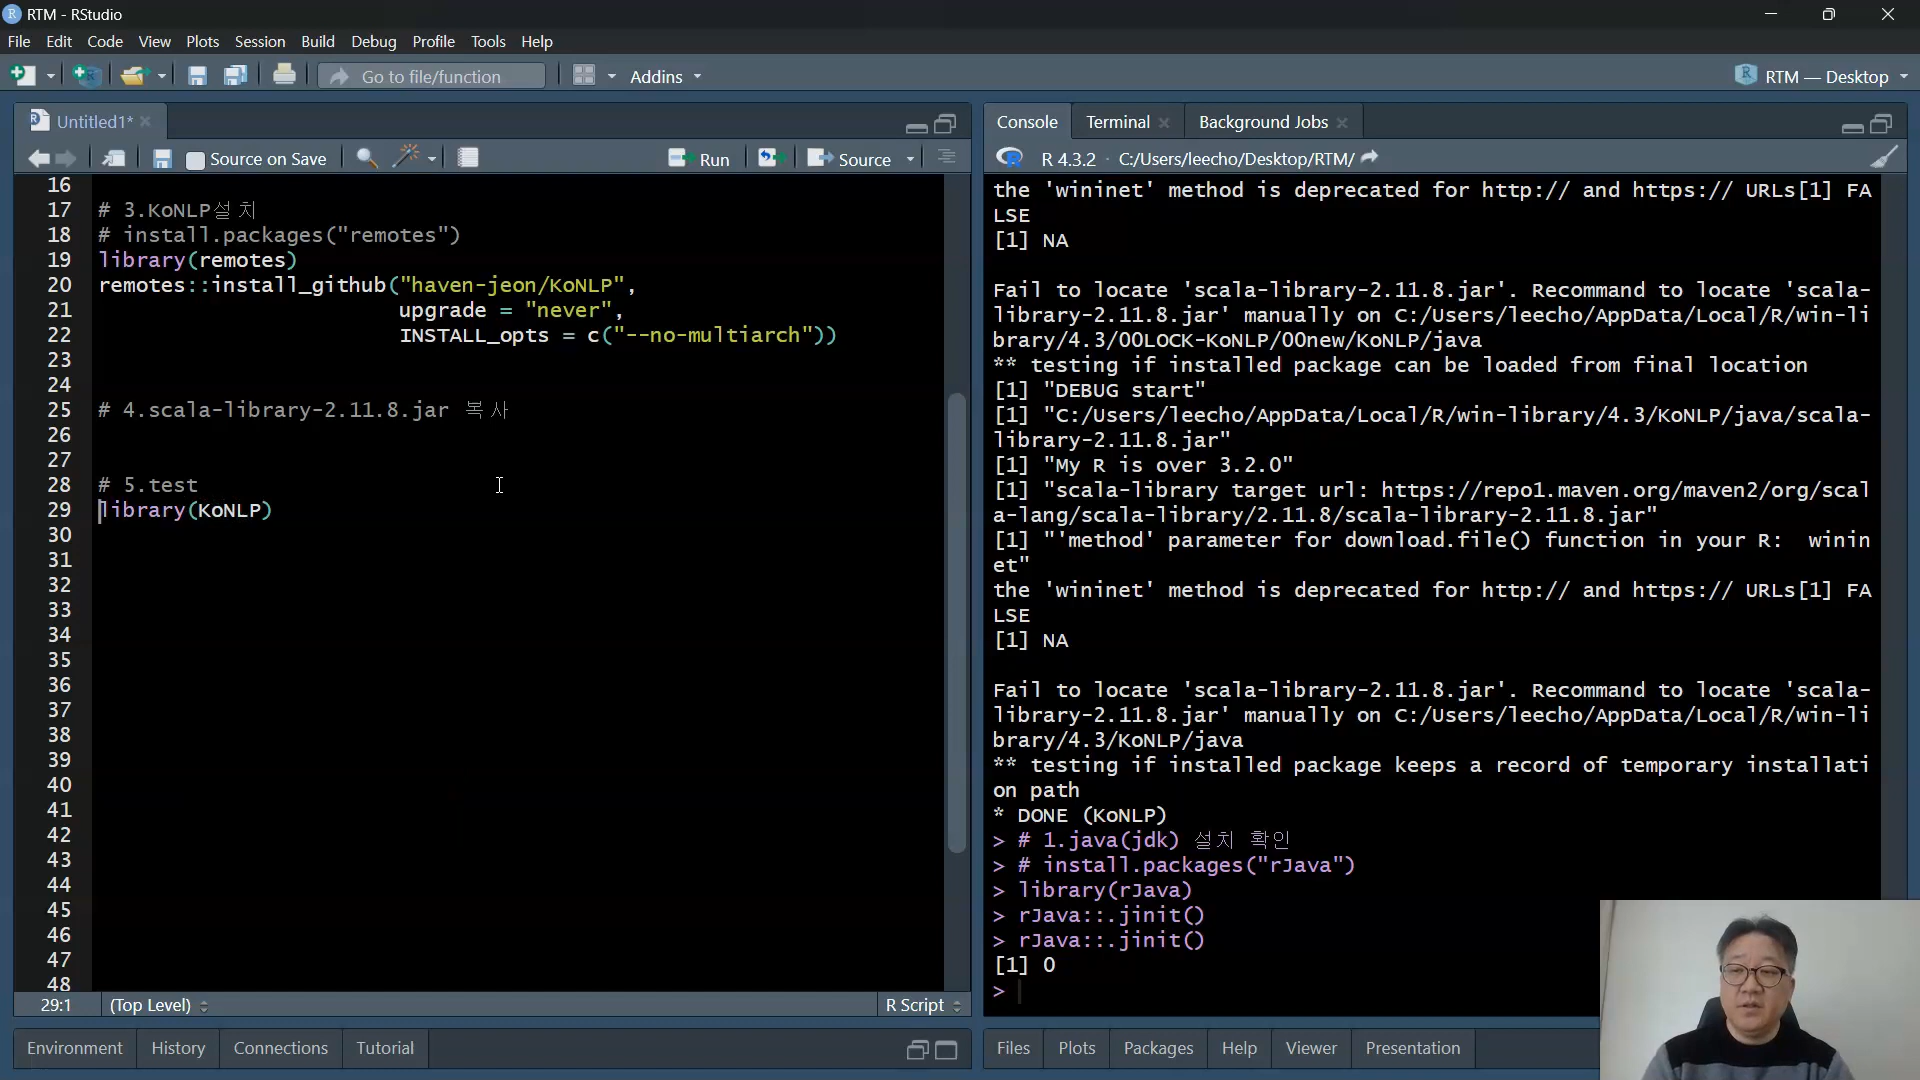 RTM - RStudio
File Edit Code View Plots Session Build Debug Profile Tools Help
Go to file/function Addins RTM — Desktop
Untitled1*
Source on Save Run Source
16
17 # 3.KoNLP설치
18 # install.packages("remotes")
19 library(remotes)
20 remotes::install_github("haven-jeon/KoNLP",
21 upgrade = "never",
22 INSTALL_opts = c("--no-multiarch"))
23
24
25 # 4.scala-library-2.11.8.jar 복사
26
27
28 # 5.test
29 library(KoNLP)
30
31
32
33
34
35
36
37
38
39
40
41
42
43
44
45
46
47
48
29:1 (Top Level) R Script
Environment History Connections Tutorial
Console Terminal Background Jobs
R 4.3.2 · C:/Users/leecho/Desktop/RTM/
the 'wininet' method is deprecated for http:// and https:// URLs[1] FA
LSE
[1] NA
Fail to locate 'scala-library-2.11.8.jar'. Recommand to locate 'scala-
library-2.11.8.jar' manually on C:/Users/leecho/AppData/Local/R/win-li
brary/4.3/00LOCK-KoNLP/00new/KoNLP/java
** testing if installed package can be loaded from final location
[1] "DEBUG start"
[1] "C:/Users/leecho/AppData/Local/R/win-library/4.3/KoNLP/java/scala-
library-2.11.8.jar"
[1] "My R is over 3.2.0"
[1] "scala-library target url: https://repo1.maven.org/maven2/org/scal
a-lang/scala-library/2.11.8/scala-library-2.11.8.jar"
[1] "'method' parameter for download.file() function in your R:  winin
et"
the 'wininet' method is deprecated for http:// and https:// URLs[1] FA
LSE
[1] NA
Fail to locate 'scala-library-2.11.8.jar'. Recommand to locate 'scala-
library-2.11.8.jar' manually on C:/Users/leecho/AppData/Local/R/win-li
brary/4.3/KoNLP/java
** testing if installed package keeps a record of temporary installati
on path
* DONE (KoNLP)
> # 1.java(jdk) 설치 확인
> # install.packages("rJava")
> library(rJava)
> rJava::.jinit()
> rJava::.jinit()
[1] 0
>
Files Plots Packages Help Viewer Presentation